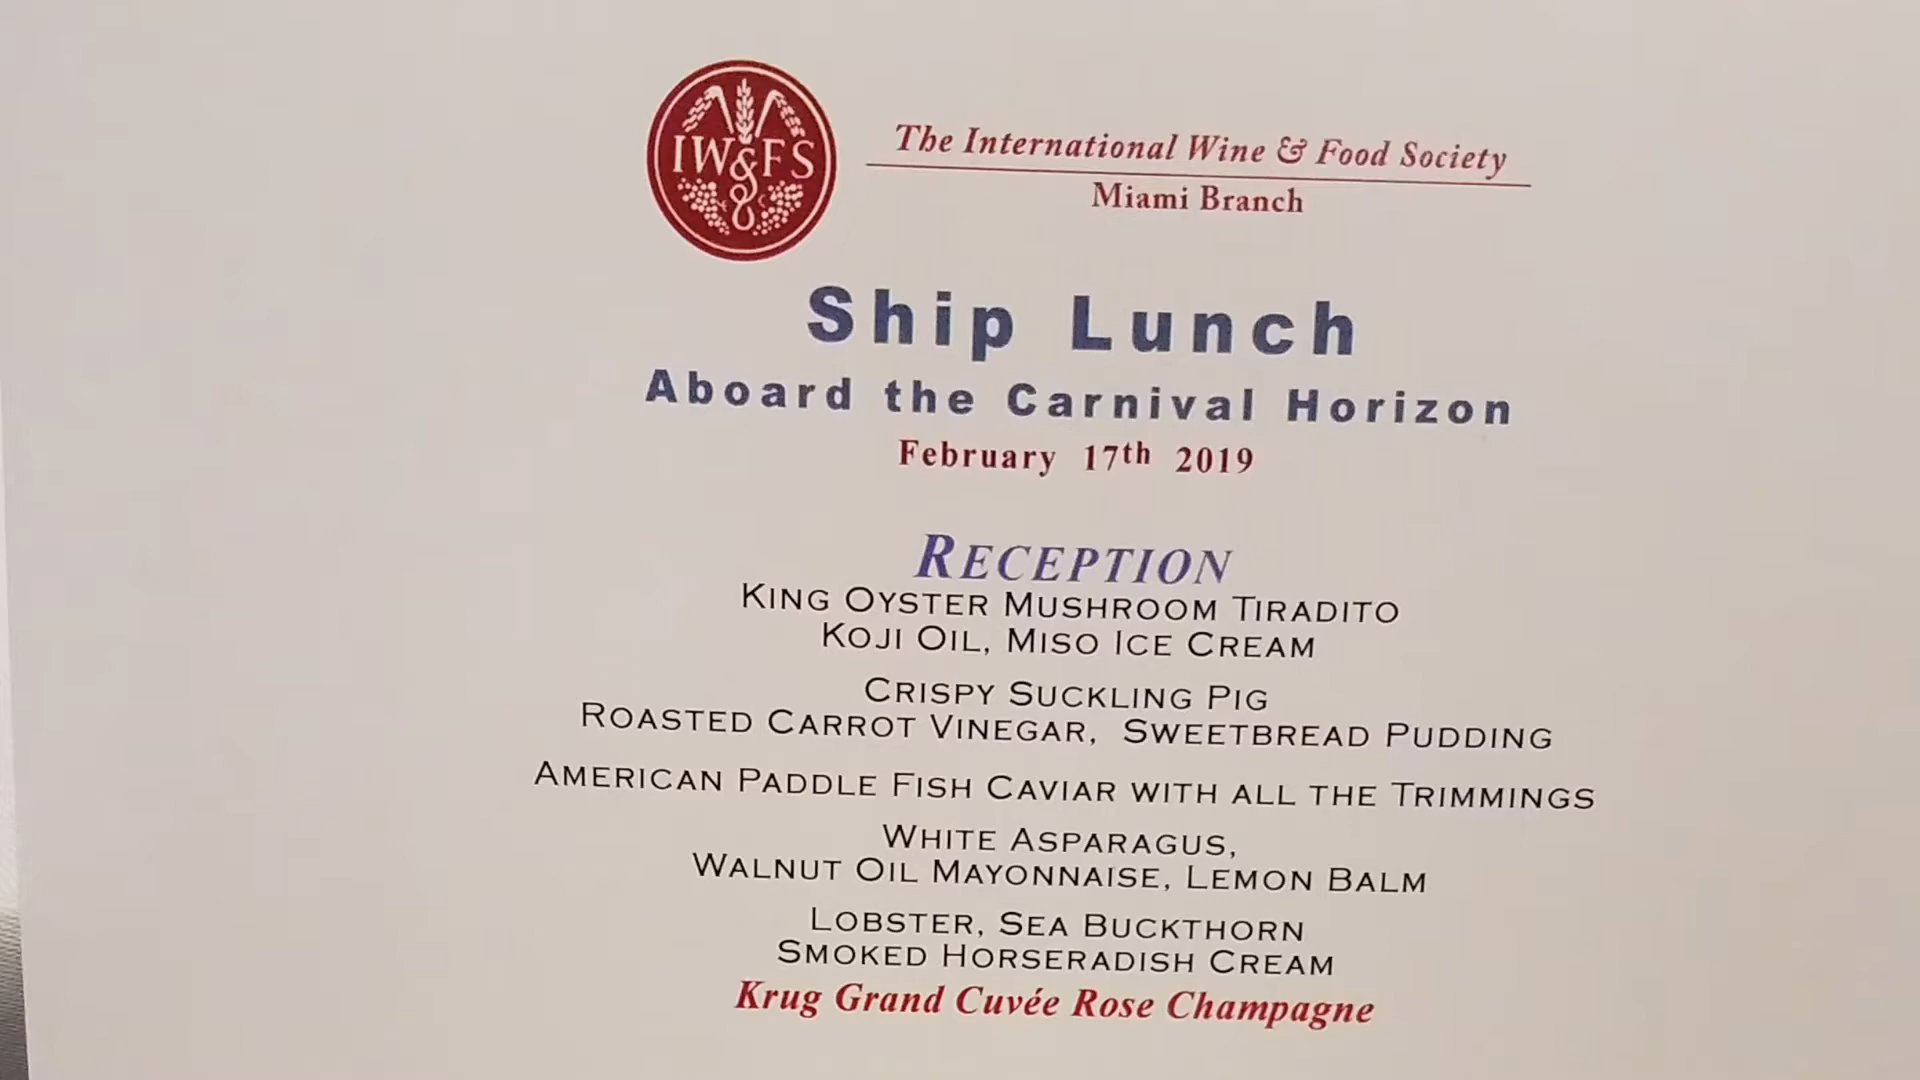 IW&FS
The International Wine & Food Society
Miami Branch
Ship Lunch
Aboard the Carnival Horizon
February 17th 2019
RECEPTION
KING OYSTER MUSHROOM TIRADITO
KOJI OIL, MISO ICE CREAM
CRISPY SUCKLING PIG
ROASTED CARROT VINEGAR, SWEETBREAD PUDDING
AMERICAN PADDLE FISH CAVIAR WITH ALL THE TRIMMINGS
WHITE ASPARAGUS,
WALNUT OIL MAYONNAISE, LEMON BALM
LOBSTER, SEA BUCKTHORN
SMOKED HORSERADISH CREAM
Krug Grand Cuvée Rose Champagne